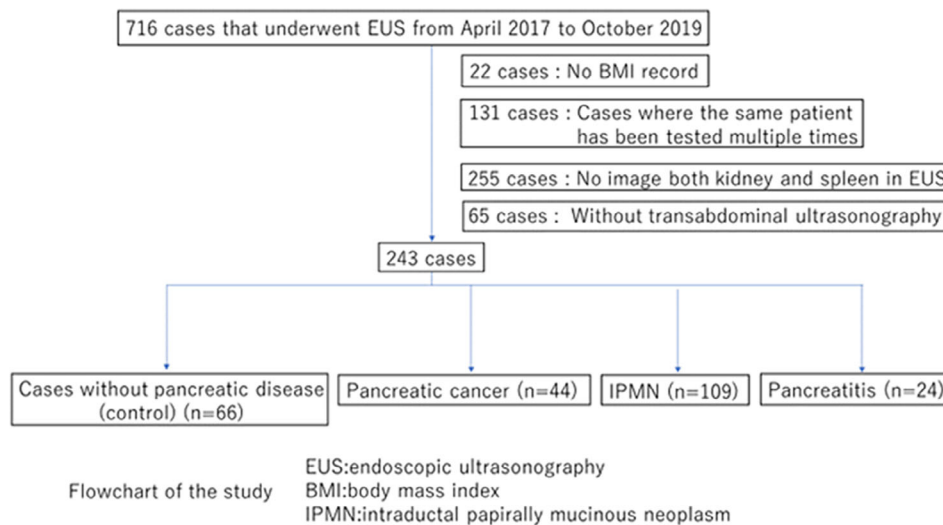 716 cases that underwent EUS from April 2017 to October 2019
22 cases : No BMI record
131 cases : Cases where the same patient
has been tested multiple times
255 cases : No image both kidney and spleen in EUS
65 cases : Without transabdominal ultrasonography
243 cases
Cases without pancreatic disease
(control) (n=66)
Pancreatic cancer (n=44)
IPMN (n=109)
Pancreatitis (n=24)
Flowchart of the study
EUS:endoscopic ultrasonography
BMI:body mass index
IPMN:intraductal papirally mucinous neoplasm